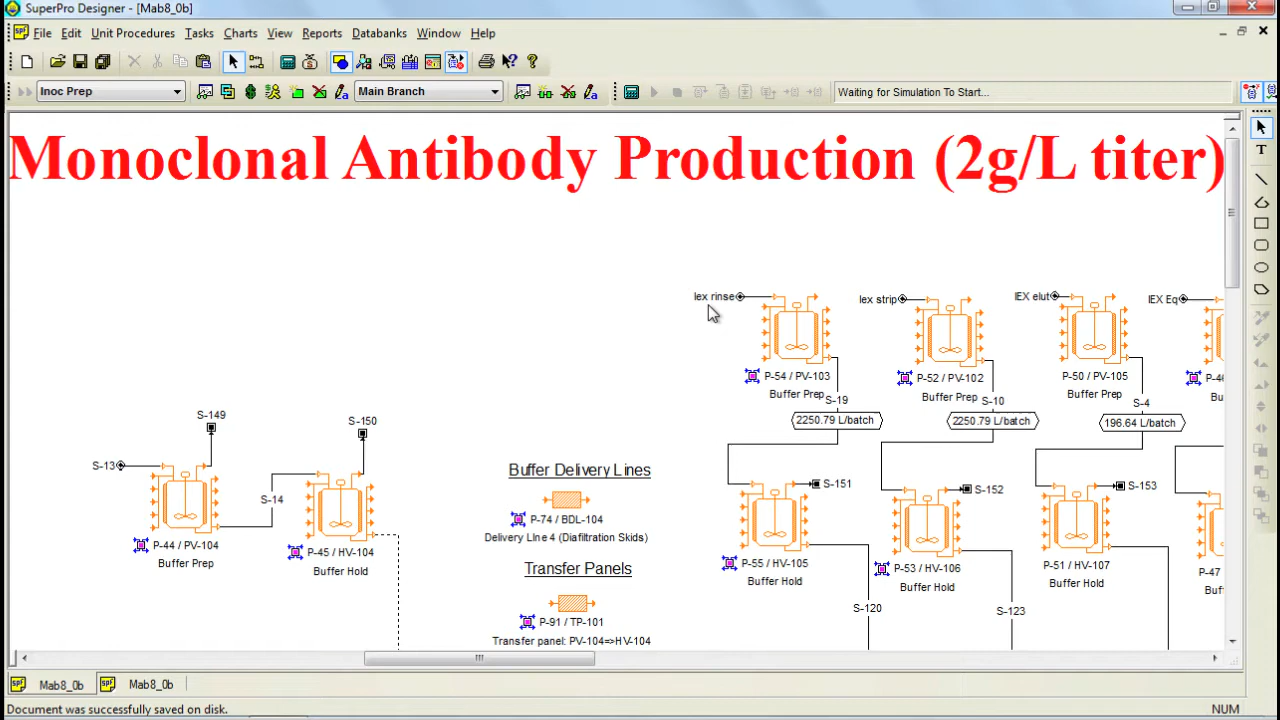 SuperPro Designer - [Mab8_0b]
File Edit Unit Procedures Tasks Charts View Reports Databanks Window Help
Inoc Prep Main Branch Waiting for Simulation To Start...
Monoclonal Antibody Production (2g/L titer)
Iex rinse Iex strip IEX elut IEX Eq
P-54 / PV-103 P-52 / PV-102 P-50 / PV-105 P-46
Buffer Prep Buffer Prep Buffer Prep Bu
S-19 S-10 S-4
2250.79 L/batch 2250.79 L/batch 196.64 L/batch
S-149 S-150
S-13 S-14
P-44 / PV-104 P-45 / HV-104
Buffer Prep Buffer Hold
Buffer Delivery Lines
P-74 / BDL-104
Delivery LIne 4 (Diafiltration Skids)
Transfer Panels
P-91 / TP-101
Transfer panel: PV-104=>HV-104
S-151 S-152 S-153
P-55 / HV-105 P-53 / HV-106 P-51 / HV-107 P-47
Buffer Hold Buffer Hold Buffer Hold Buf
S-120 S-123
Mab8_0b Mab8_0b
Document was successfully saved on disk. NUM